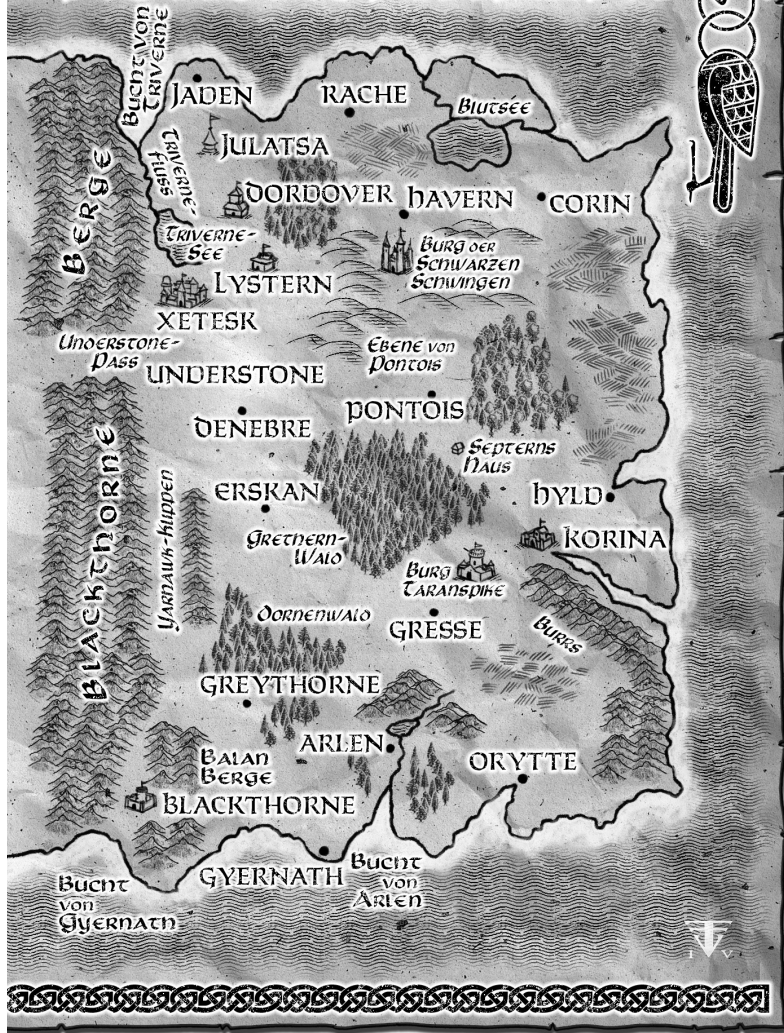 Bucht von
Triverne
JADEN
RACHE
Blutsee
JULATSA
Triverne-
fluss
DORDOVER
HAVERN
CORIN
Triverne-
See
Burg der
Schwarzen
Schwingen
LYSTERN
XETESK
Understone-
Pass
UNDERSTONE
Ebene von
Pontois
PONTOIS
DENEBRE
Septerns
Haus
ERSKAN
HYLD
Grethern-
Wald
KORINA
Yarnawk-Kuppen
Burg
Taranspike
Dornenwald
GRESSE
Burrs
GREYTHORNE
ARLEN
ORYTTE
Balan
Berge
BLACKTHORNE
BLACKTHORNE
BERGE
GYERNATH
Bucht
von
Arlen
Bucht
von
Gyernath
I V